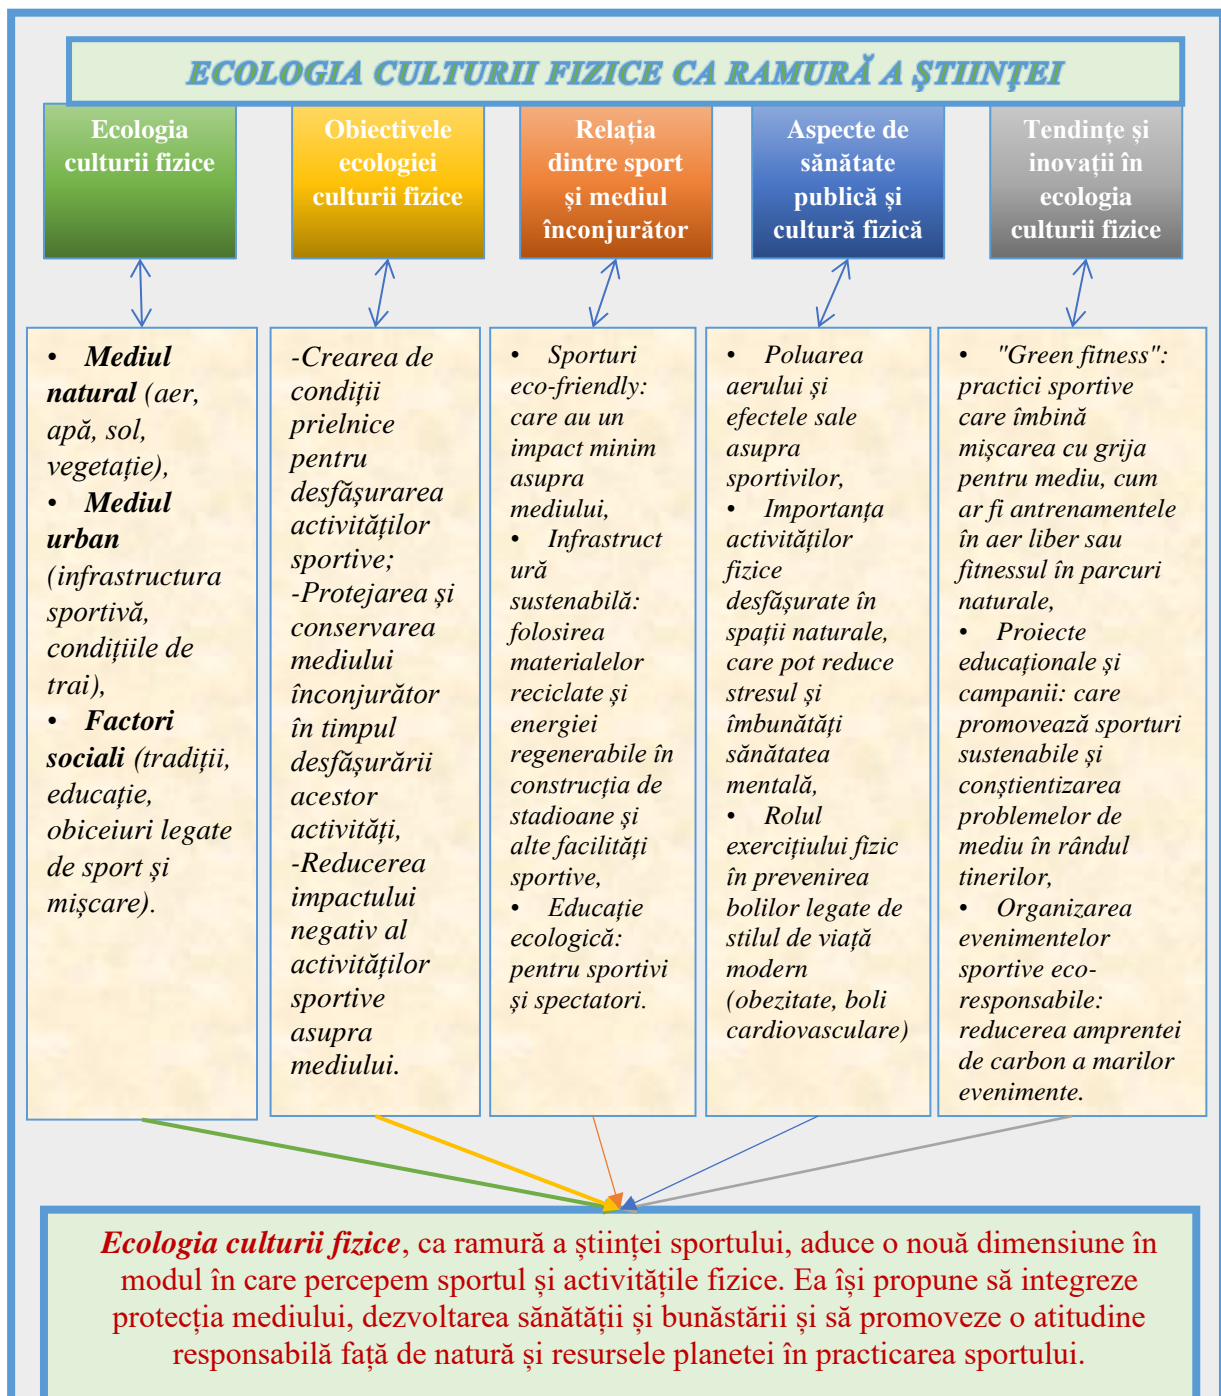 ECOLOGIA CULTURII FIZICE CA RAMURĂ A ȘTIINȚEI
Ecologia
culturii fizice
Obiectivele
ecologiei
culturii fizice
Relația
dintre sport
și mediul
înconjurător
Aspecte de
sănătate
publică și
cultură fizică
Tendințe și
inovații în
ecologia
culturii fizice
• Mediul
natural (aer,
apă, sol,
vegetație),
• Mediul
urban
(infrastructura
sportivă,
condițiile de
trai),
• Factori
sociali (tradiții,
educație,
obiceiuri legate
de sport și
mișcare).
-Crearea de
condiții
prielnice
pentru
desfășurarea
activităților
sportive;
-Protejarea și
conservarea
mediului
înconjurător
în timpul
desfășurării
acestor
activități,
-Reducerea
impactului
negativ al
activităților
sportive
asupra
mediului.
• Sporturi
eco-friendly:
care au un
impact minim
asupra
mediului,
• Infrastruct
ură
sustenabilă:
folosirea
materialelor
reciclate și
energiei
regenerabile în
construcția de
stadioane și
alte facilități
sportive,
• Educație
ecologică:
pentru sportivi
și spectatori.
• Poluarea
aerului și
efectele sale
asupra
sportivilor,
• Importanța
activităților
fizice
desfășurate în
spații naturale,
care pot reduce
stresul și
îmbunătăți
sănătatea
mentală,
• Rolul
exercițiului fizic
în prevenirea
bolilor legate de
stilul de viață
modern
(obezitate, boli
cardiovasculare)
• "Green fitness":
practici sportive
care îmbină
mișcarea cu grija
pentru mediu, cum
ar fi antrenamentele
în aer liber sau
fitnessul în parcuri
naturale,
• Proiecte
educaționale și
campanii: care
promovează sporturi
sustenabile și
conștientizarea
problemelor de
mediu în rândul
tinerilor,
• Organizarea
evenimentelor
sportive eco-
responsabile:
reducerea amprentei
de carbon a marilor
evenimente.
Ecologia culturii fizice, ca ramură a științei sportului, aduce o nouă dimensiune în
modul în care percepem sportul și activitățile fizice. Ea își propune să integreze
protecția mediului, dezvoltarea sănătății și bunăstării și să promoveze o atitudine
responsabilă față de natură și resursele planetei în practicarea sportului.